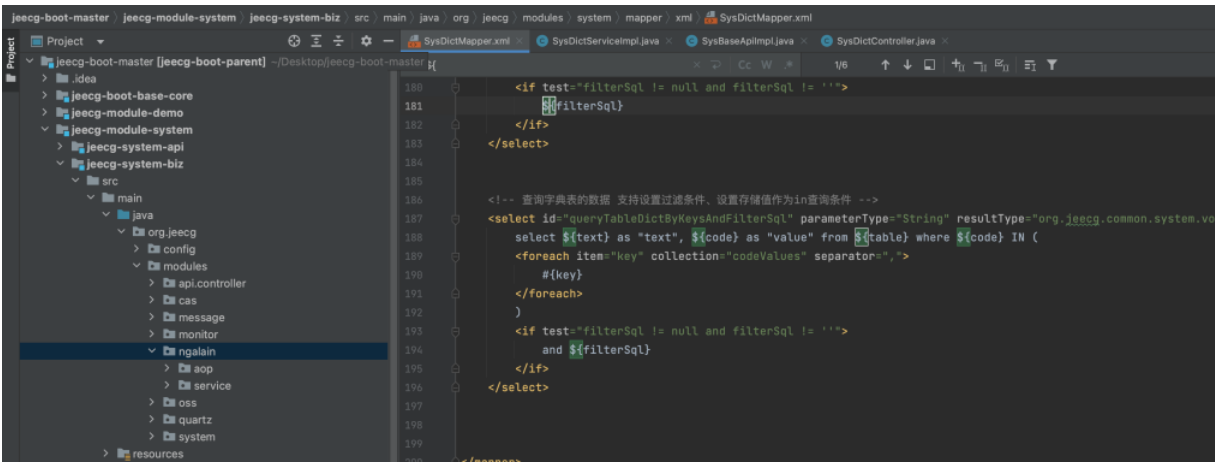 jeecg-boot-master 〉 jeecg-module-system 〉 jeecg-system-biz 〉 src 〉 main 〉 java 〉 org 〉 jeecg 〉 modules 〉 system 〉 mapper 〉 xml 〉 SysDictMapper.xml
Project
Project
SysDictMapper.xml × SysDictServiceImpl.java × SysBaseApiImpl.java × SysDictController.java ×
jeecg-boot-master [jeecg-boot-parent] ~/Desktop/jeecg-boot-master
Cc W .* 1/6
.idea
jeecg-boot-base-core
jeecg-module-demo
jeecg-module-system
jeecg-system-api
jeecg-system-biz
src
main
java
org.jeecg
config
modules
api.controller
cas
message
monitor
ngalain
aop
service
oss
quartz
system
resources
180 <if test="filterSql != null and filterSql != ''">
181 ${filterSql}
182 </if>
183 </select>
184
185
186 <!-- 查询字典表的数据 支持设置过滤条件、设置存储值作为in查询条件 -->
187 <select id="queryTableDictByKeysAndFilterSql" parameterType="String" resultType="org.jeecg.common.system.vo
188 select ${text} as "text", ${code} as "value" from ${table} where ${code} IN (
189 <foreach item="key" collection="codeValues" separator=",">
190 #{key}
191 </foreach>
192 )
193 <if test="filterSql != null and filterSql != ''">
194 and ${filterSql}
195 </if>
196 </select>
197
198
199